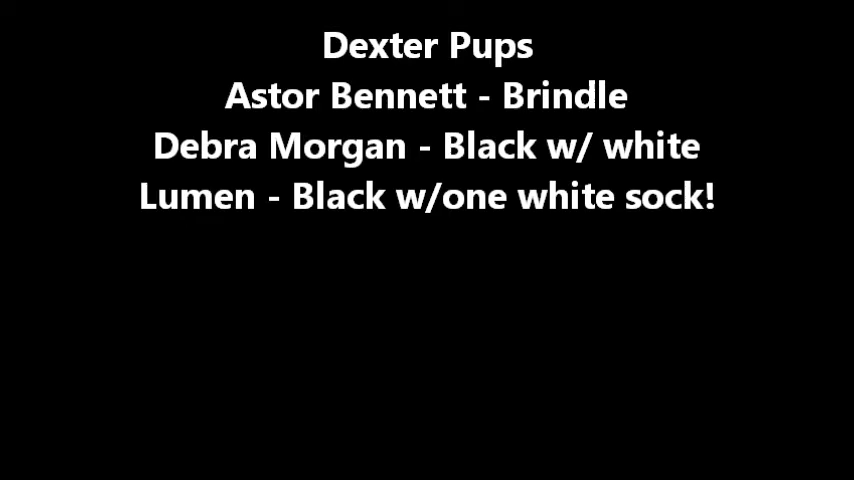 Dexter Pups
Astor Bennett - Brindle
Debra Morgan - Black w/ white
Lumen - Black w/one white sock!